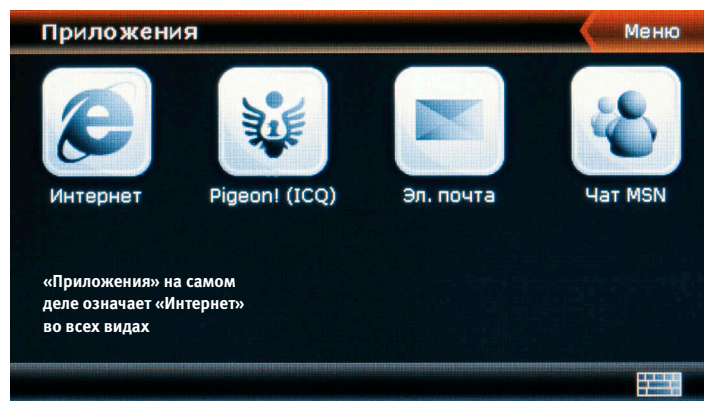 Приложения
Меню
Интернет
Pigeon! (ICQ)
Эл. почта
Чат MSN
«Приложения» на самом
деле означает «Интернет»
во всех видах